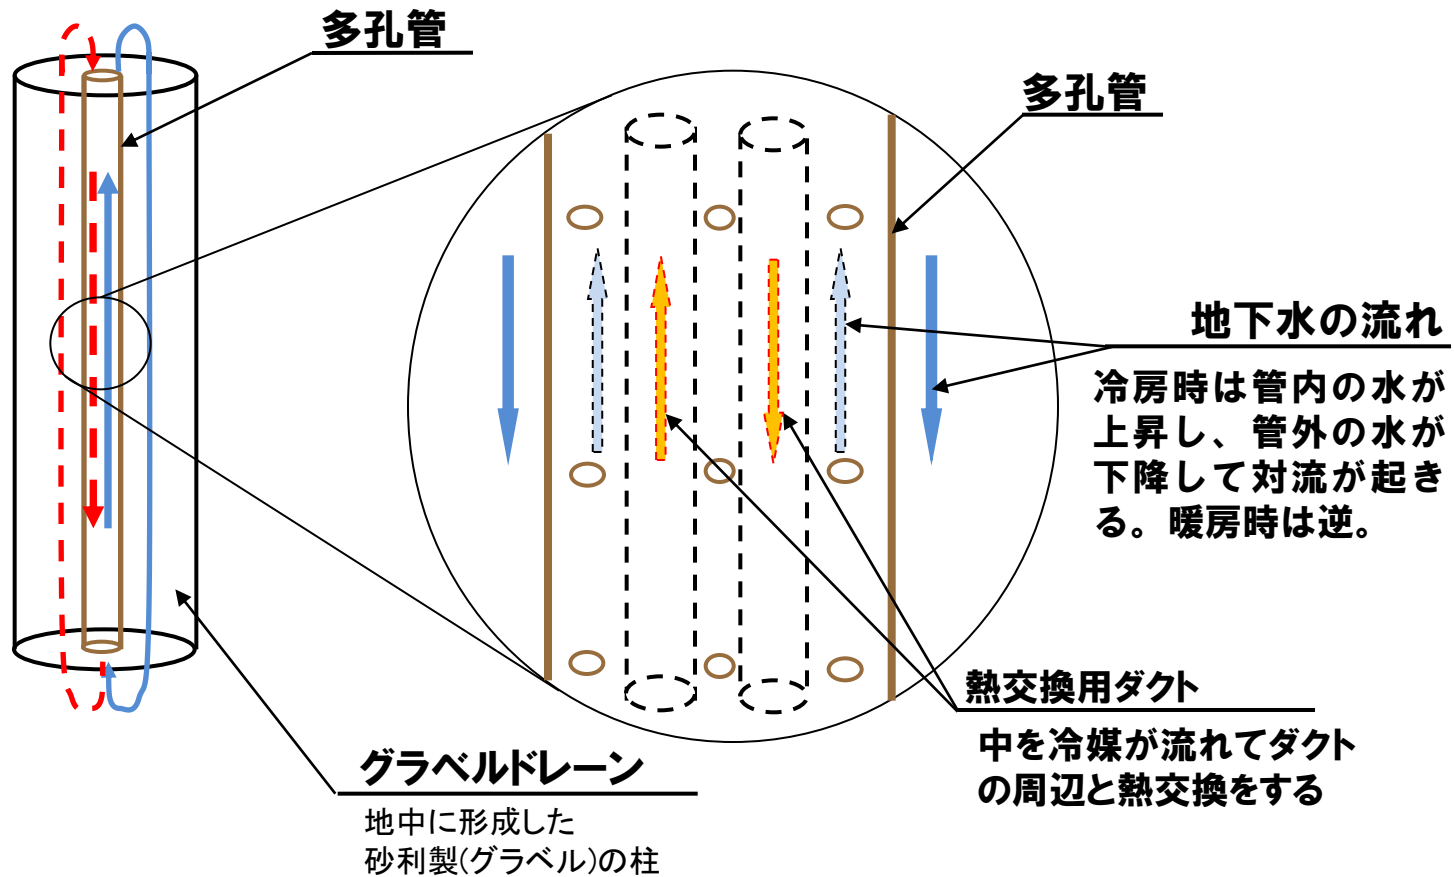 多孔管
多孔管
地下水の流れ
冷房時は管内の水が
上昇し、管外の水が
下降して対流が起き
る。暖房時は逆。
熱交換用ダクト
中を冷媒が流れてダクト
の周辺と熱交換をする
グラベルドレーン
地中に形成した
砂利製(グラベル)の柱